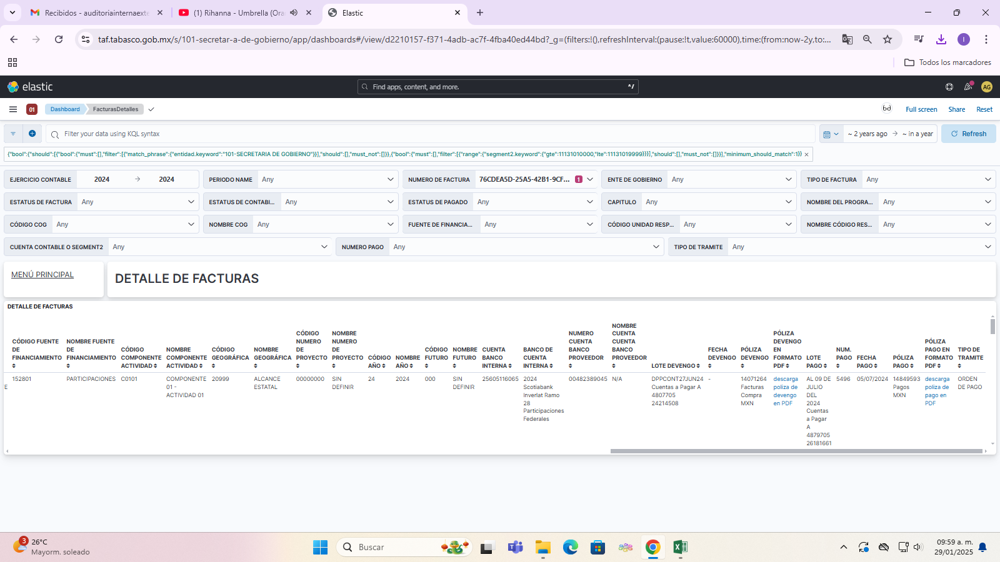 Recibidos - auditoriainternaexte
(1) Rihanna - Umbrella (Ora
Elastic
taf.tabasco.gob.mx/s/101-secretar-a-de-gobierno/app/dashboards#/view/d2210157-f371-4adb-ac7f-4fba40ed44bd?_g=(filters:!(),refreshInterval:(pause:!t,value:60000),time:(from:now-2y,to:...
I
Todos los marcadores
elastic
Find apps, content, and more.
^/
AG
01
Dashboard
FacturasDetalles
Full screen
Share
Reset
Filter your data using KQL syntax
~ 2 years ago → ~ in a year
Refresh
{"bool":{"should":[{"bool":{"must":[],"filter":[{"match_phrase":{"entidad.keyword":"101-SECRETARIA DE GOBIERNO"}}],"should":[],"must_not":[]}},{"bool":{"must":[],"filter":[{"range":{"segment2.keyword":{"gte":11131010000,"lte":11131019999}}}],"should":[],"must_not":[]}}],"minimum_should_match":1}} ×
EJERCICIO CONTABLE 2024 → 2024
PERIODO NAME Any
NUMERO DE FACTURA 76CDEA5D-25A5-42B1-9CF... 1
ENTE DE GOBIERNO Any
TIPO DE FACTURA Any
ESTATUS DE FACTURA Any
ESTATUS DE CONTABI... Any
ESTATUS DE PAGADO Any
CAPITULO Any
NOMBRE DEL PROGRA... Any
CÓDIGO COG Any
NOMBRE COG Any
FUENTE DE FINANCIA... Any
CÓDIGO UNIDAD RESP... Any
NOMBRE CÓDIGO RES... Any
CUENTA CONTABLE O SEGMENT2 Any
NUMERO PAGO Any
TIPO DE TRAMITE Any
MENÚ PRINCIPAL
DETALLE DE FACTURAS
DETALLE DE FACTURAS
CÓDIGO FUENTE
DE
FINANCIAMIENTO
NOMBRE FUENTE
DE
FINANCIAMIENTO
CÓDIGO
COMPONENTE
ACTIVIDAD
NOMBRE
COMPONENTE
ACTIVIDAD
CÓDIGO
GEOGRÁFICA
NOMBRE
GEOGRÁFICA
CÓDIGO
NUMERO
DE
PROYECTO
NOMBRE
NUMERO
DE
PROYECTO
CÓDIGO
AÑO
NOMBRE
AÑO
CÓDIGO
FUTURO
NOMBRE
FUTURO
CUENTA
BANCO
INTERNA
BANCO DE
CUENTA
INTERNA
NUMERO
CUENTA
BANCO
PROVEEDOR
NOMBRE
CUENTA
CUENTA
BANCO
PROVEEDOR
LOTE DEVENGO
FECHA
DEVENGO
PÓLIZA
DEVENGO
PÓLIZA
DEVENGO
EN
FORMATO
PDF
LOTE
PAGO
NUM.
PAGO
FECHA
PAGO
PÓLIZA
PAGO
PÓLIZA
PAGO EN
FORMATO
PDF
TIPO DE
TRAMITE
E
152801
PARTICIPACIONES
C0101
COMPONENTE
01 -
ACTIVIDAD 01
20999
ALCANCE
ESTATAL
00000000
SIN
DEFINIR
24
2024
000
SIN
DEFINIR
25605116065
2024
Scotiabank
Inverlat Ramo
28
Participaciones
Federales
00482389045
N/A
DPPCONT27JUN24
Cuentas a Pagar A
4807705
24214508
-
14071264
Facturas
Compra
MXN
descarga
poliza de
devengo
en PDF
AL 09 DE
JULIO
DEL
2024
Cuentas
a Pagar
A
4879705
26181661
5496
05/07/2024
14849593
Pagos
MXN
descarga
poliza de
pago en
PDF
ORDEN
DE PAGO
3
26°C
Mayorm. soleado
Buscar
09:59 a. m.
29/01/2025